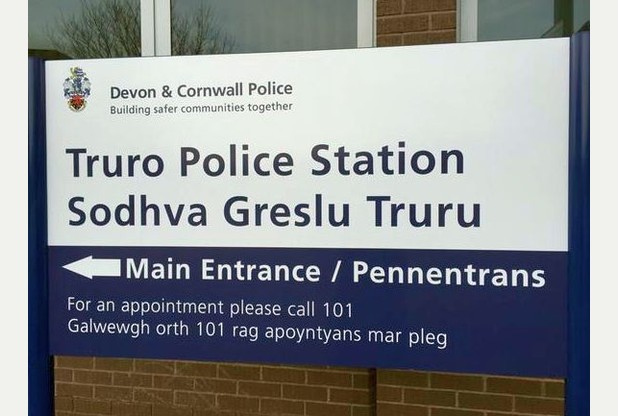 Devon & Cornwall Police
Building safer communities together
Truro Police Station
Sodhva Greslu Truru
Main Entrance / Pennentrans
For an appointment please call 101
Galwewgh orth 101 rag apoyntyans mar pleg